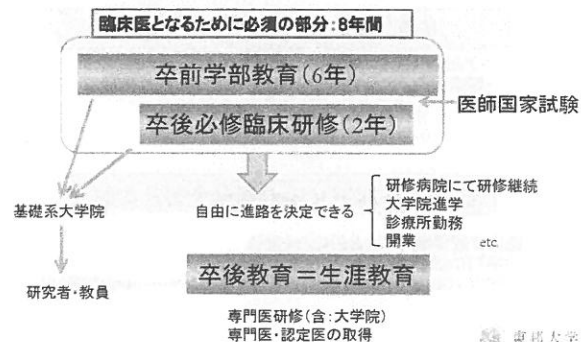 臨床医となるために必須の部分:8年間
卒前学部教育(6年)
医師国家試験
卒後必修臨床研修(2年)
基礎系大学院
自由に進路を決定できる
研修病院にて研修継続
大学院進学
診療所勤務
開業 etc.
研究者・教員
卒後教育=生涯教育
専門医研修(含:大学院)
専門医・認定医の取得
東邦大学